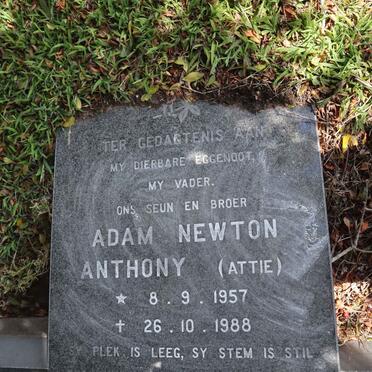 TER GEDAGTENIS AAN
MY DIERBARE EGGENOOT,
MY VADER.
ONS SEUN EN BROER
ADAM NEWTON
ANTHONY (ATTIE)
★ 8.9.1957
✝ 26.10.1988
SY PLEK IS LEEG, SY STEM IS STIL